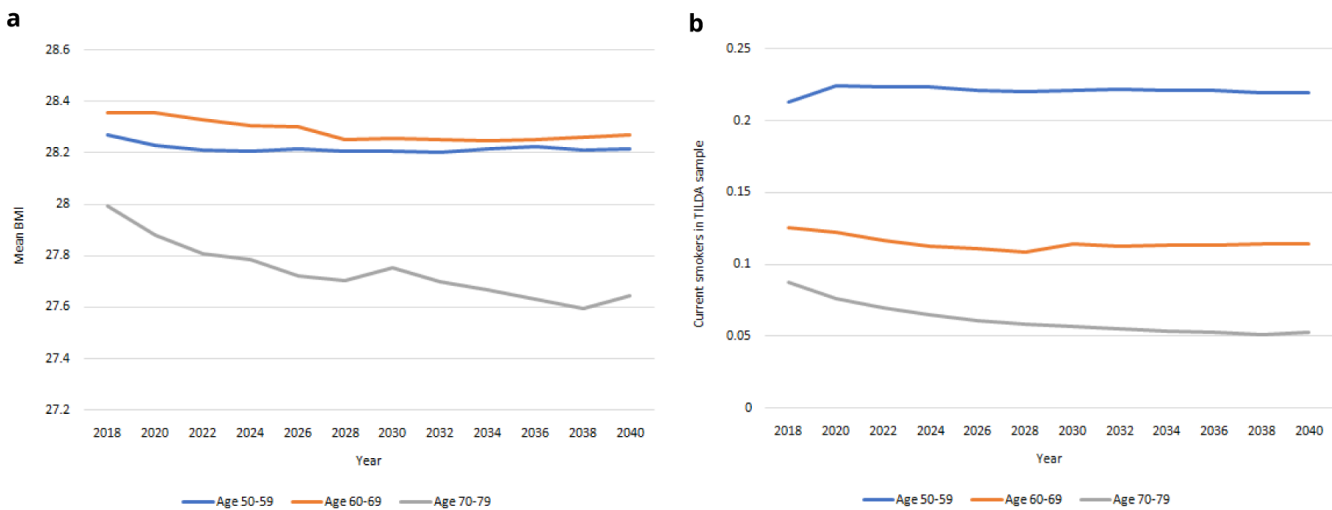 a
28.6
28.4
28.2
28
27.8
27.6
27.4
27.2
Mean BMI
2018 2020 2022 2024 2026 2028 2030 2032 2034 2036 2038 2040
Year
Age 50-59 Age 60-69 Age 70-79
b
0.25
0.2
0.15
0.1
0.05
0
Current smokers in TILDA sample
2018 2020 2022 2024 2026 2028 2030 2032 2034 2036 2038 2040
Year
Age 50-59 Age 60-69 Age 70-79